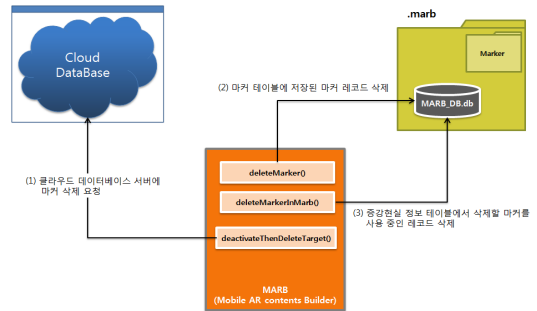 .marb
Cloud
DataBase
Marker
(2) 마커 테이블에 저장된 마커 레코드 삭제
MARB_DB.db
(1) 클라우드 데이터베이스 서버에
마커 삭제 요청
deleteMarker()
deleteMarkerInMarb()
(3) 증강현실 정보 테이블에서 삭제할 마커를
사용 중인 레코드 삭제
deactivateThenDeleteTarget()
MARB
(Mobile AR contents Builder)